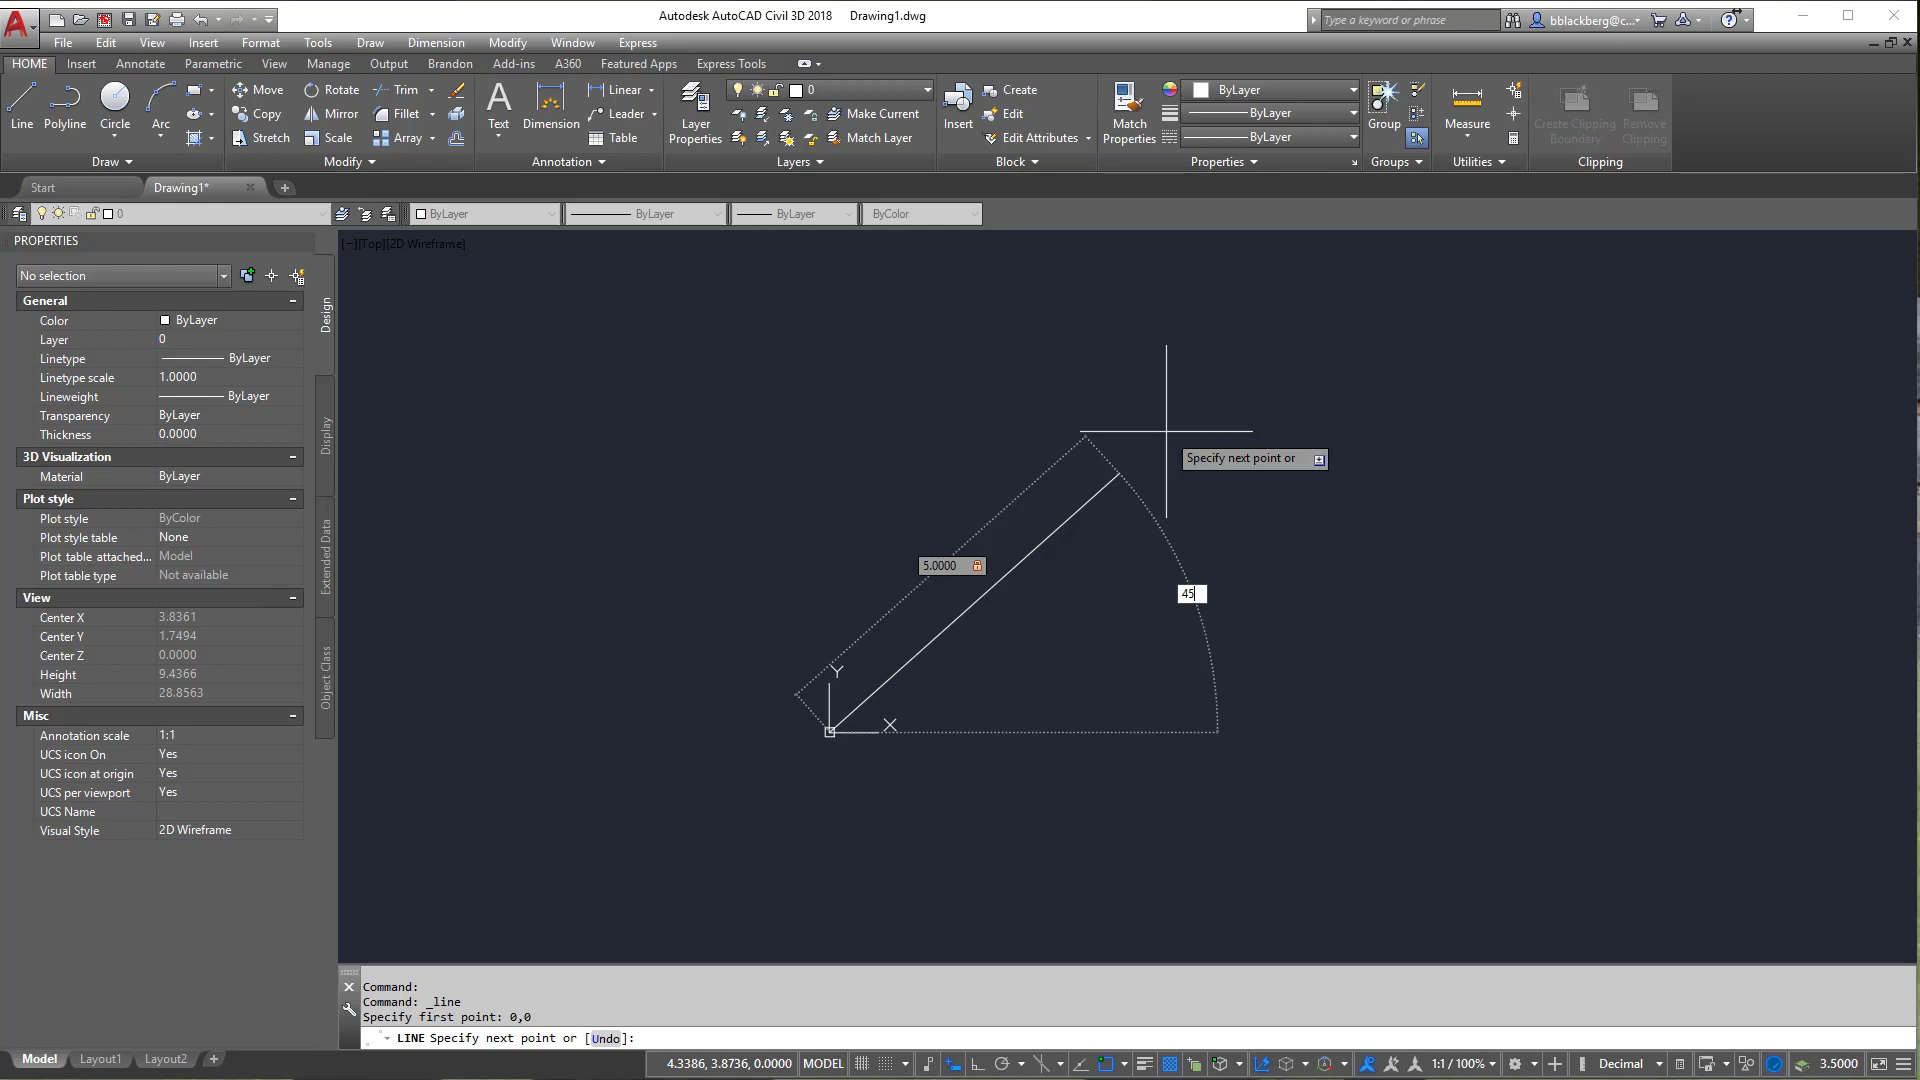 Autodesk AutoCAD Civil 3D 2018 Drawing1.dwg
Type a keyword or phrase
bblackberg@c...
File Edit View Insert Format Tools Draw Dimension Modify Window Express
HOME Insert Annotate Parametric View Manage Output Brandon Add-ins A360 Featured Apps Express Tools
Line Polyline Circle Arc
Move Rotate Trim
Copy Mirror Fillet
Stretch Scale Array
Text Dimension
Linear
Leader
Table
Layer Properties
0
Make Current
Match Layer
Insert
Create
Edit
Edit Attributes
Match Properties
ByLayer
ByLayer
ByLayer
Group
Measure
Create Clipping Boundary
Remove Clipping
Draw Modify Annotation Layers Block Properties Groups Utilities Clipping
Start Drawing1*
0 ByLayer ByLayer ByLayer ByColor
PROPERTIES
No selection
General
Color ByLayer
Layer 0
Linetype ByLayer
Linetype scale 1.0000
Lineweight ByLayer
Transparency ByLayer
Thickness 0.0000
3D Visualization
Material ByLayer
Plot style
Plot style ByColor
Plot style table None
Plot table attached... Model
Plot table type Not available
View
Center X 3.8361
Center Y 1.7494
Center Z 0.0000
Height 9.4366
Width 28.8563
Misc
Annotation scale 1:1
UCS icon On Yes
UCS icon at origin Yes
UCS per viewport Yes
UCS Name
Visual Style 2D Wireframe
Design
Display
Extended Data
Object Class
[−][Top][2D Wireframe]
Specify next point or
5.0000
45
Y
X
Command:
Command: _line
Specify first point: 0,0
LINE Specify next point or [Undo]:
Model Layout1 Layout2
4.3386, 3.8736, 0.0000 MODEL 1:1 / 100% Decimal 3.5000